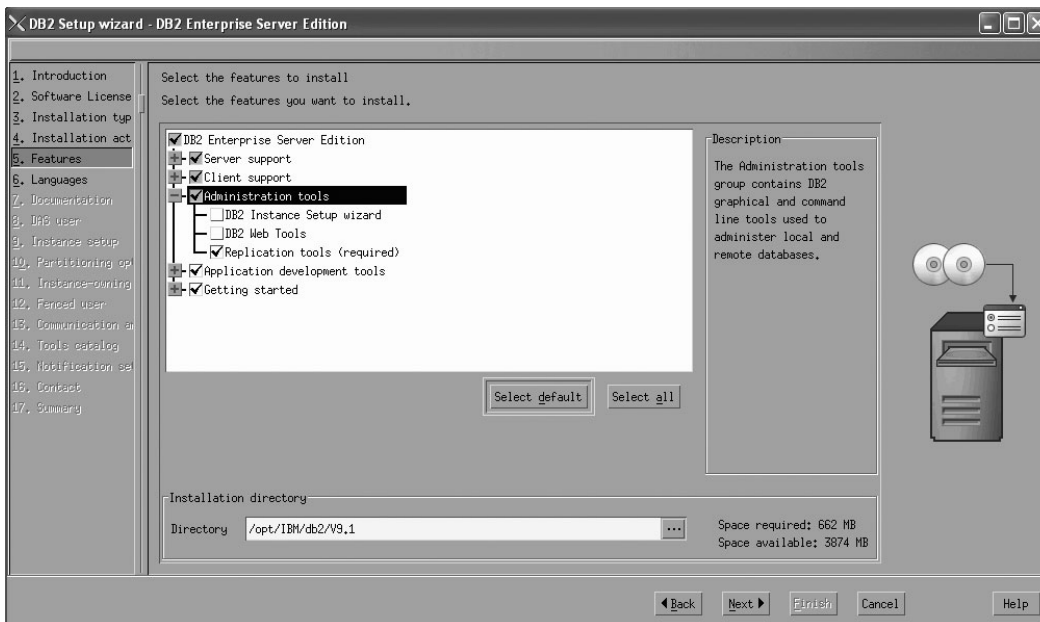 DB2 Setup wizard - DB2 Enterprise Server Edition
1. Introduction
2. Software License
3. Installation typ
4. Installation act
5. Features
6. Languages
7. Documentation
8. DAS user
9. Instance setup
10. Partitioning op
11. Instance-owning
12. Fenced user
13. Communication a
14. Tools catalog
15. Notification se
16. Contact
17. Summary
Select the features to install
Select the features you want to install.
DB2 Enterprise Server Edition
Server support
Client support
Administration tools
DB2 Instance Setup wizard
DB2 Web Tools
Replication tools (required)
Application development tools
Getting started
Select default
Select all
Description
The Administration tools
group contains DB2
graphical and command
line tools used to
administer local and
remote databases.
Installation directory
Directory
/opt/IBM/db2/V9.1
...
Space required: 662 MB
Space available: 3874 MB
Back
Next
Finish
Cancel
Help